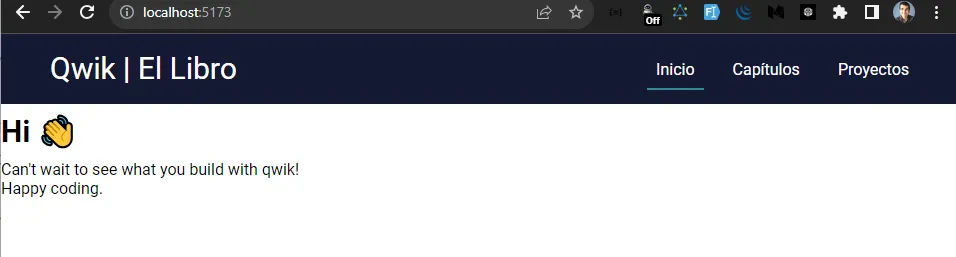 localhost:5173
Off
Qwik | El Libro
Inicio
Capítulos
Proyectos
Hi 👋
Can't wait to see what you build with qwik!
Happy coding.